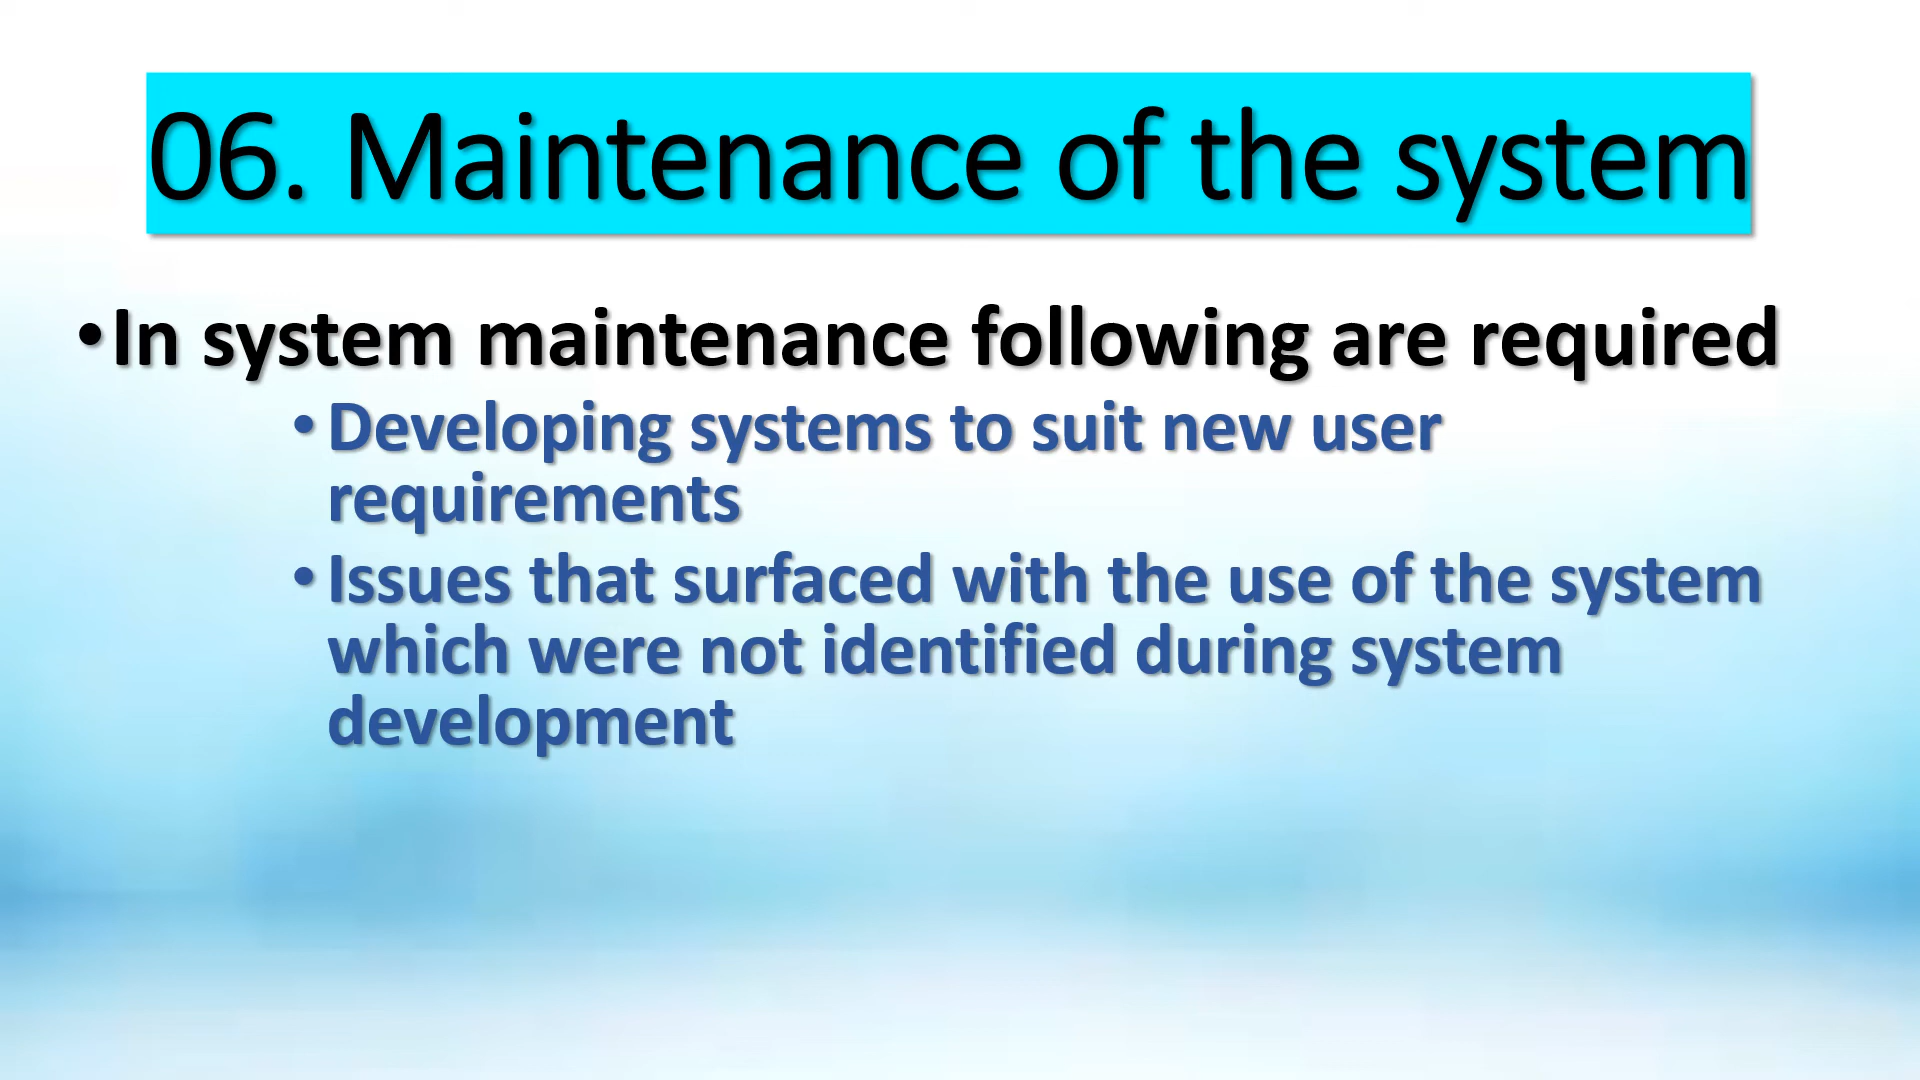 06. Maintenance of the system
•In system maintenance following are required
•Developing systems to suit new user
requirements
•Issues that surfaced with the use of the system
which were not identified during system
development